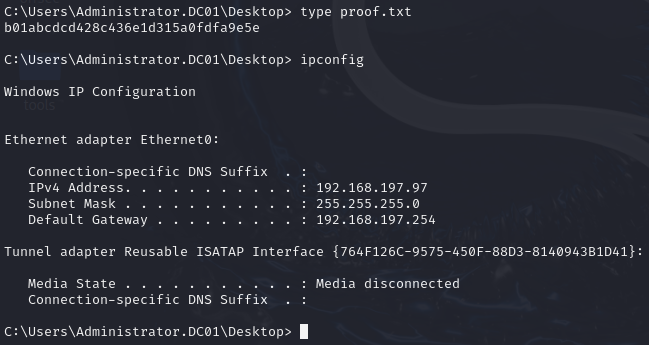 C:\Users\Administrator.DC01\Desktop> type proof.txt
b01abcdcd428c436e1d315a0fdfa9e5e
C:\Users\Administrator.DC01\Desktop> ipconfig
Windows IP Configuration
tools
Ethernet adapter Ethernet0:
Connection-specific DNS Suffix . :
IPv4 Address. . . . . . . . . . . : 192.168.197.97
Subnet Mask . . . . . . . . . . . : 255.255.255.0
Default Gateway . . . . . . . . . : 192.168.197.254
Tunnel adapter Reusable ISATAP Interface {764F126C-9575-450F-88D3-8140943B1D41}:
Media State . . . . . . . . . . . : Media disconnected
Connection-specific DNS Suffix . :
C:\Users\Administrator.DC01\Desktop>